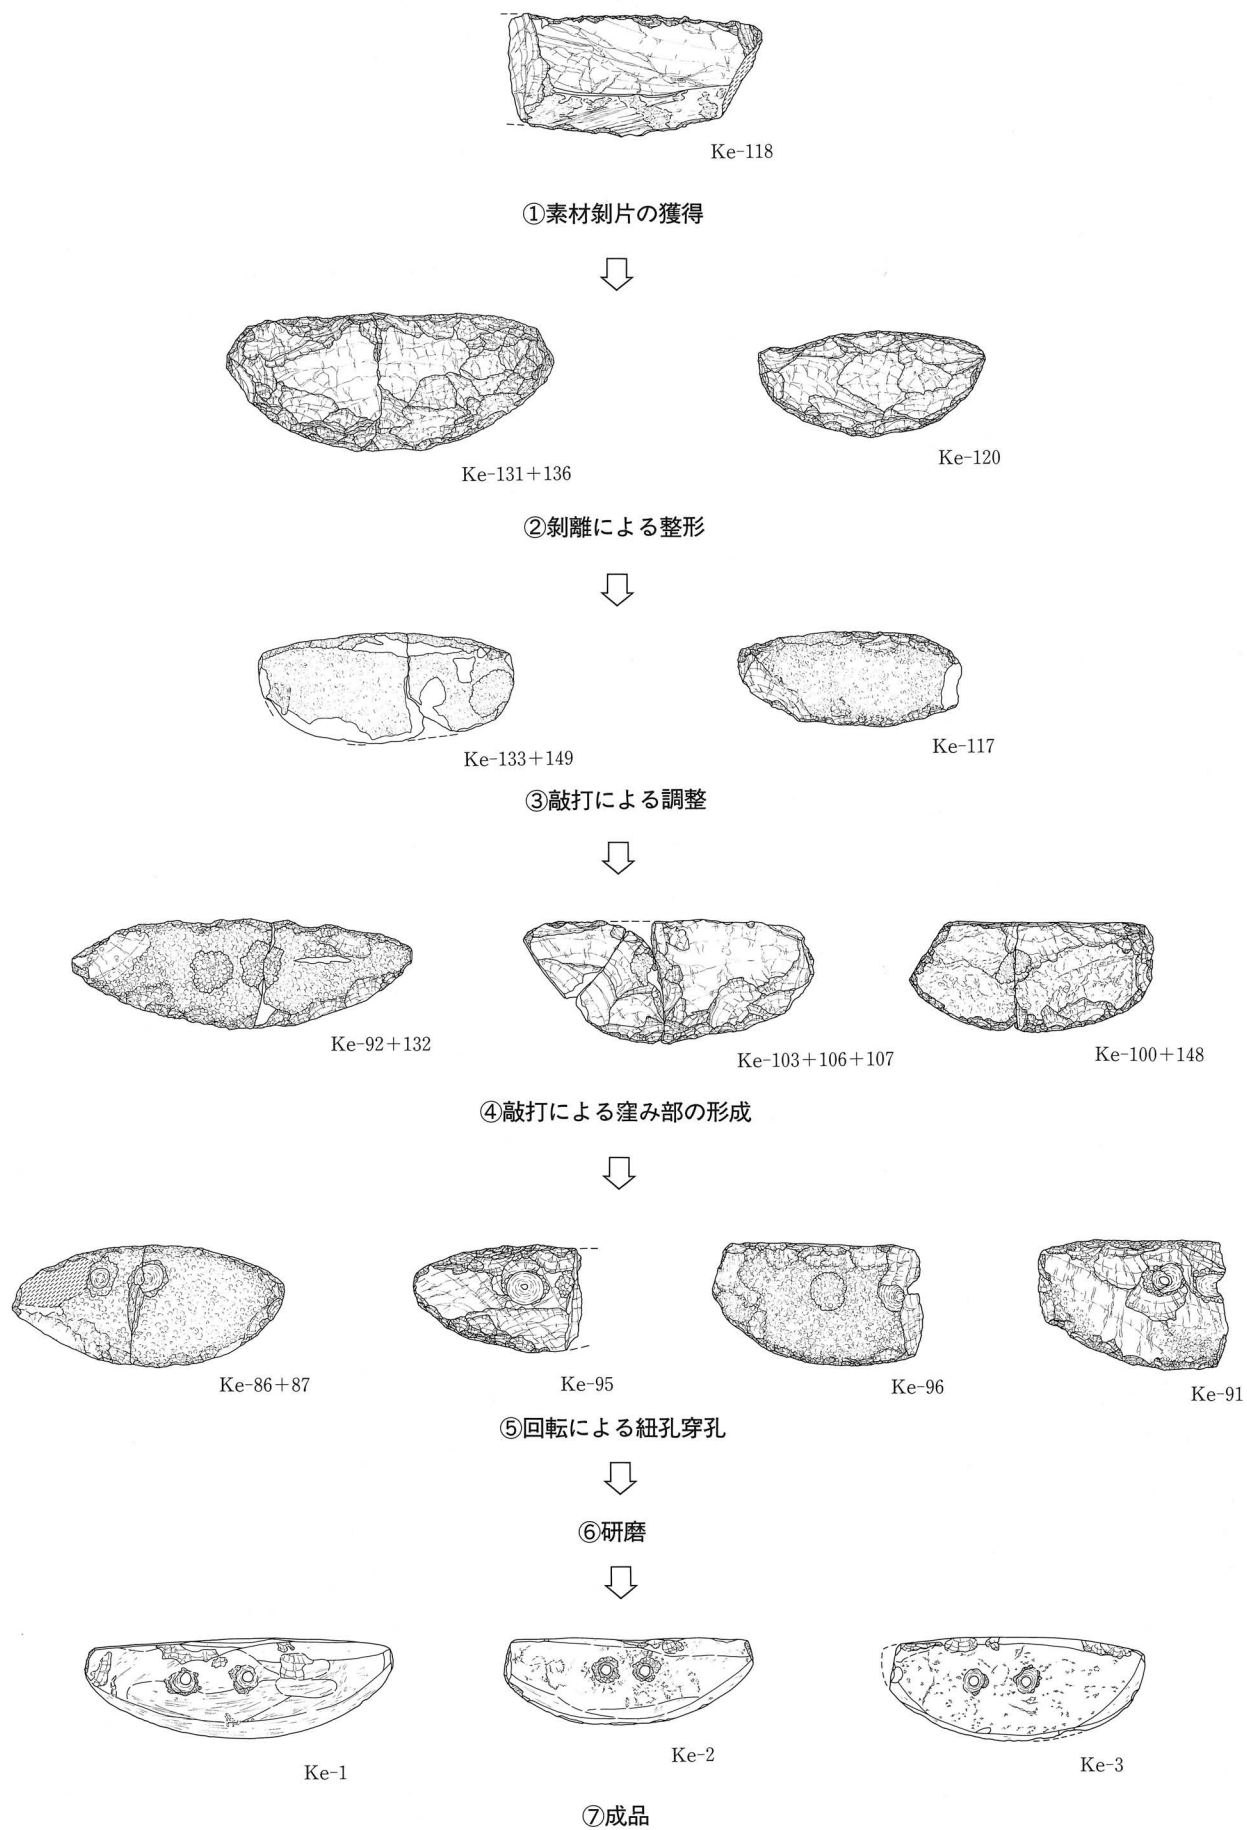 Ke-118
①素材剝片の獲得
Ke-131+136
Ke-120
②剝離による整形
Ke-133+149
Ke-117
③敲打による調整
Ke-92+132
Ke-103+106+107
Ke-100+148
④敲打による窪み部の形成
Ke-86+87
Ke-95
Ke-96
Ke-91
⑤回転による紐孔穿孔
⑥研磨
Ke-1
Ke-2
Ke-3
⑦成品